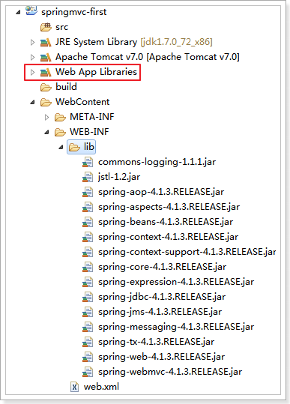 springmvc-first
src
JRE System Library [jdk1.7.0_72_x86]
Apache Tomcat v7.0 [Apache Tomcat v7.0]
Web App Libraries
build
WebContent
META-INF
WEB-INF
lib
commons-logging-1.1.1.jar
jstl-1.2.jar
spring-aop-4.1.3.RELEASE.jar
spring-aspects-4.1.3.RELEASE.jar
spring-beans-4.1.3.RELEASE.jar
spring-context-4.1.3.RELEASE.jar
spring-context-support-4.1.3.RELEASE.jar
spring-core-4.1.3.RELEASE.jar
spring-expression-4.1.3.RELEASE.jar
spring-jdbc-4.1.3.RELEASE.jar
spring-jms-4.1.3.RELEASE.jar
spring-messaging-4.1.3.RELEASE.jar
spring-tx-4.1.3.RELEASE.jar
spring-web-4.1.3.RELEASE.jar
spring-webmvc-4.1.3.RELEASE.jar
web.xml